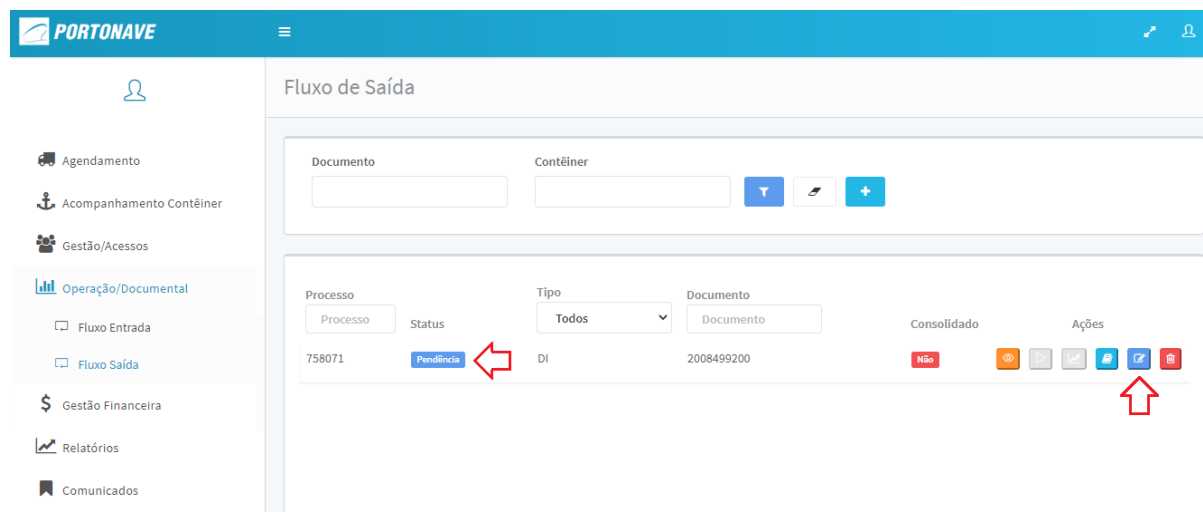 PORTONAVE
Fluxo de Saída
Agendamento
Acompanhamento Contêiner
Gestão/Acessos
Operação/Documental
Fluxo Entrada
Fluxo Saída
Gestão Financeira
Relatórios
Comunicados
Documento Contêiner
Processo Status Tipo Documento Consolidado Ações
Processo Todos Documento
758071 Pendência DI 2008499200 Não